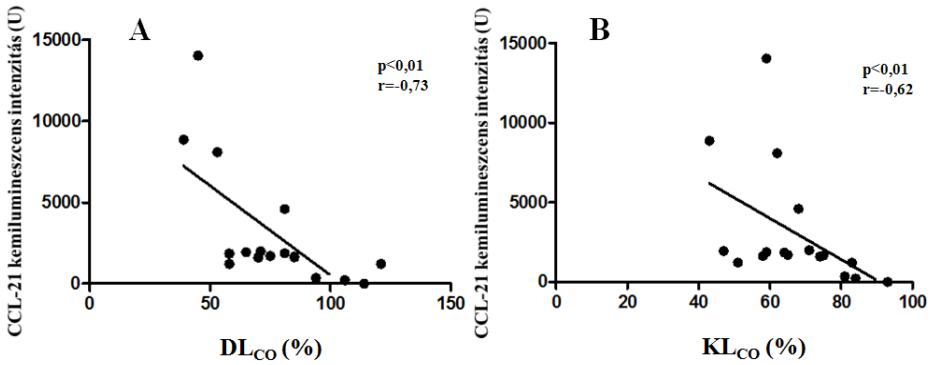 A
CCL-21 kemilumineszcens intenzitás (U)
15000
10000
5000
0
p<0,01
r=-0,73
0
50
100
150
DLCO (%)
B
CCL-21 kemilumineszcens intenzitás (U)
15000
10000
5000
0
p<0,01
r=-0,62
0
20
40
60
80
100
KLCO (%)